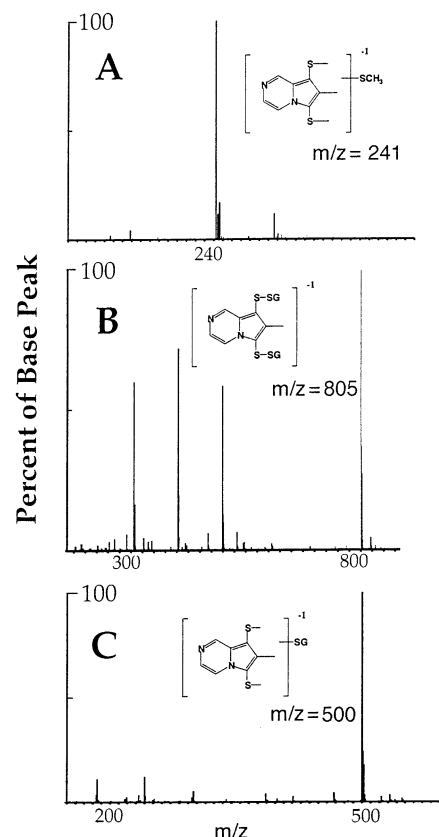 100
A
-1
S
SCH₃
N
N
S
m/z = 241
240
100
B
-1
S-SG
N
N
S-SG
m/z=805
300 800
Percent of Base Peak
100
C
-1
S
SG
N
N
S
m/z=500
200 500
m/z